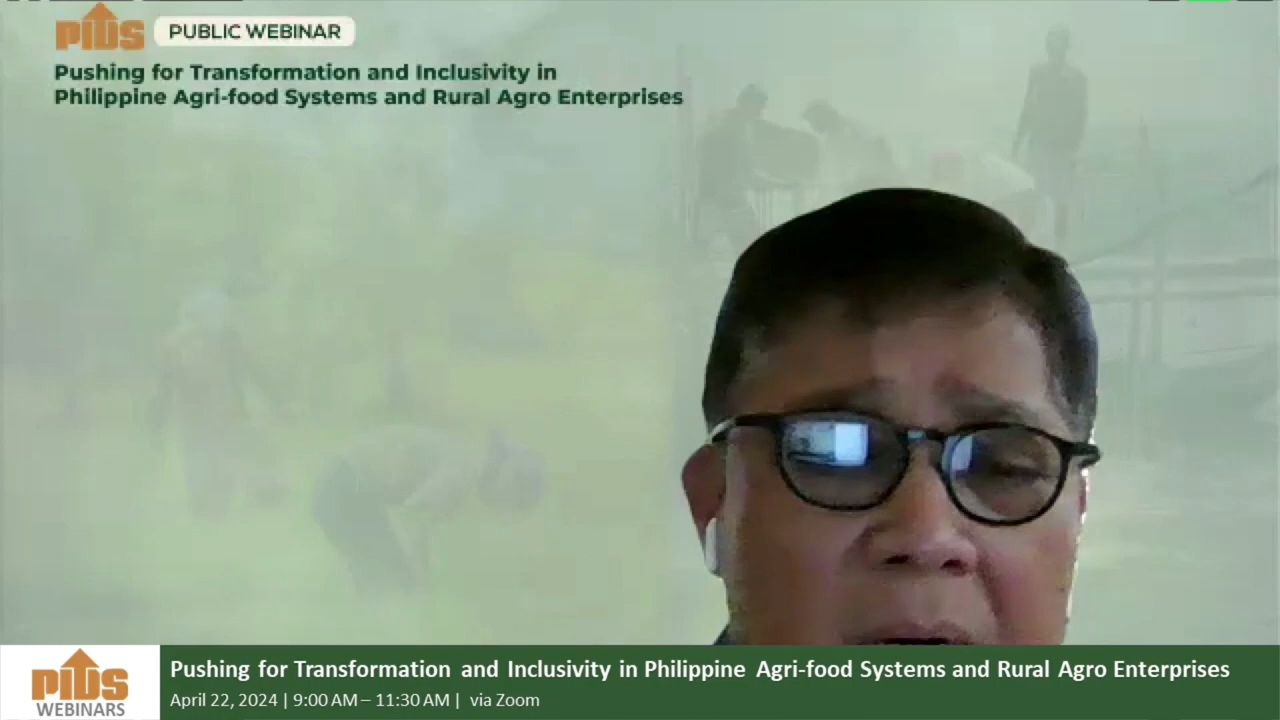 PIDS PUBLIC WEBINAR
Pushing for Transformation and Inclusivity in
Philippine Agri-food Systems and Rural Agro Enterprises
PIDS
WEBINARS
Pushing for Transformation and Inclusivity in Philippine Agri-food Systems and Rural Agro Enterprises
April 22, 2024 | 9:00 AM – 11:30 AM | via Zoom